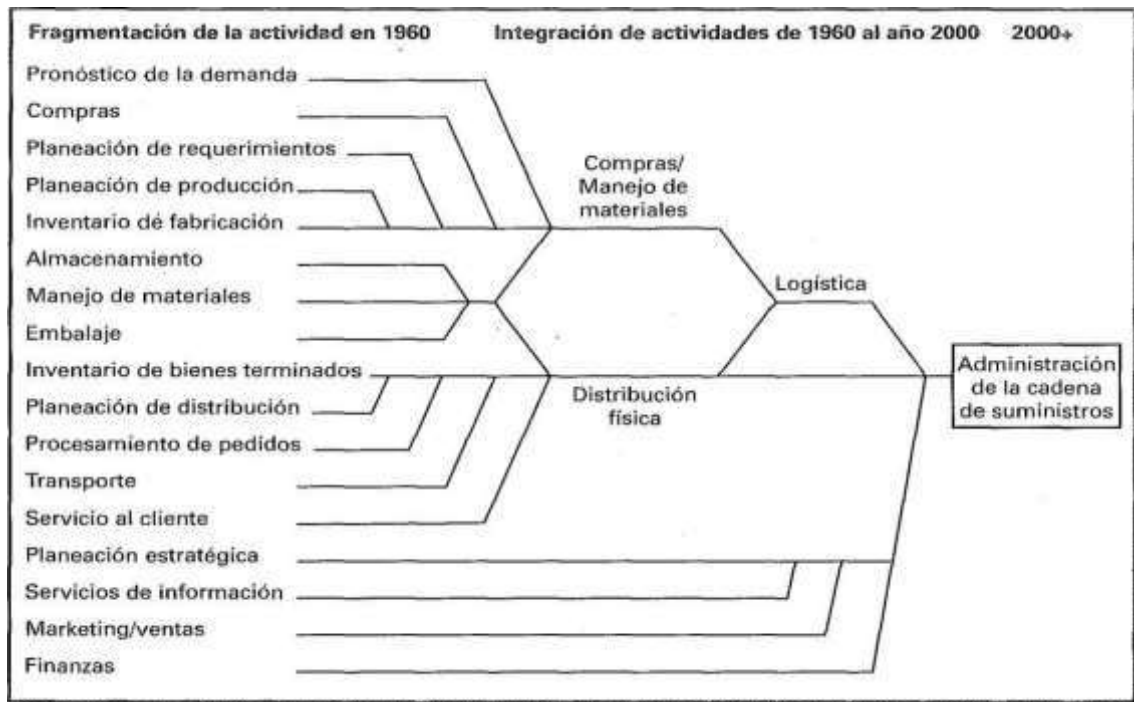 Fragmentación de la actividad en 1960 Integración de actividades de 1960 al año 2000 2000+
Pronóstico de la demanda
Compras
Planeación de requerimientos
Planeación de producción
Inventario dé fabricación
Almacenamiento
Manejo de materiales
Embalaje
Inventario de bienes terminados
Planeación de distribución
Procesamiento de pedidos
Transporte
Servicio al cliente
Planeación estratégica
Servicios de información
Marketing/ventas
Finanzas
Compras/
Manejo de
materiales
Distribución
física
Logística
Administración
de la cadena
de suministros